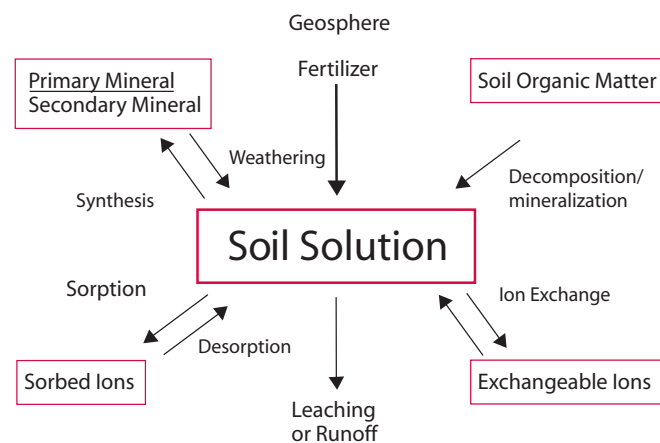 Geosphere
Primary Mineral
Secondary Mineral
Fertilizer
Soil Organic Matter
Weathering
Synthesis
Decomposition/
mineralization
Soil Solution
Sorption
Ion Exchange
Desorption
Sorbed Ions
Exchangeable Ions
Leaching
or Runoff